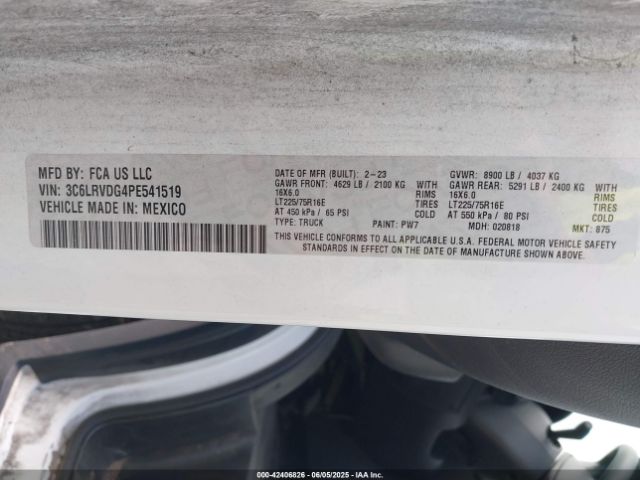 MFD BY: FCA US LLC
VIN: 3C6LRVDG4PE541519
VEHICLE MADE IN: MEXICO
DATE OF MFR (BUILT): 2-23
GAWR FRONT: 4629 LB / 2100 KG WITH
16X6.0 RIMS
LT225/75R16E TIRES
AT 450 kPa / 65 PSI COLD
TYPE: TRUCK PAINT: PW7
GVWR: 8900 LB / 4037 KG
GAWR REAR: 5291 LB / 2400 KG WITH
16X6.0 RIMS
LT225/75R16E TIRES
AT 550 kPa / 80 PSI COLD
MDH: 020818 MKT: 875
THIS VEHICLE CONFORMS TO ALL APPLICABLE U.S.A. FEDERAL MOTOR VEHICLE SAFETY
STANDARDS IN EFFECT ON THE DATE OF MANUFACTURE SHOWN ABOVE.
000-42406826 - 06/05/2025 - IAAI.COM